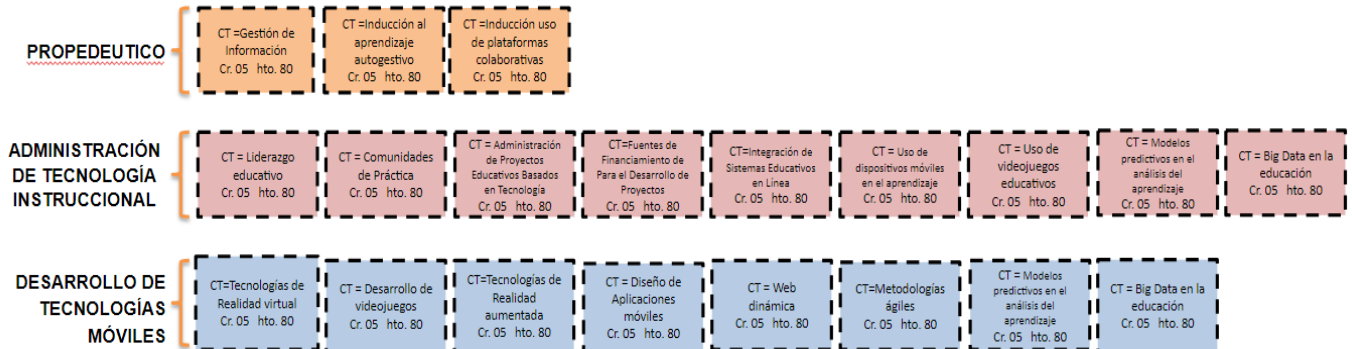 PROPEDEUTICO
CT =Gestión de
Información
Cr. 05 hto. 80
CT =Inducción al
aprendizaje
autogestivo
Cr. 05 hto. 80
CT =Inducción uso
de plataformas
colaborativas
Cr. 05 hto. 80
ADMINISTRACIÓN
DE TECNOLOGÍA
INSTRUCCIONAL
CT = Liderazgo
educativo
Cr. 05 hto. 80
CT = Comunidades
de Práctica
Cr. 05 hto. 80
CT = Administración
de Proyectos
Educativos Basados
en Tecnología
Cr. 05 hto. 80
CT=Fuentes de
Financiamiento de
Para el Desarrollo de
Proyectos
Cr. 05 hto. 80
CT=Integración de
Sistemas Educativos
en Línea
Cr. 05 hto. 80
CT = Uso de
dispositivos móviles
en el aprendizaje
Cr. 05 hto. 80
CT = Uso de
videojuegos
educativos
Cr. 05 hto. 80
CT = Modelos
predictivos en el
análisis del
aprendizaje
Cr. 05 hto. 80
CT = Big Data en la
educación
Cr. 05 hto. 80
DESARROLLO DE
TECNOLOGÍAS
MÓVILES
CT=Tecnologías de
Realidad virtual
Cr. 05 hto. 80
CT = Desarrollo de
videojuegos
Cr. 05 hto. 80
CT=Tecnologías de
Realidad
aumentada
Cr. 05 hto. 80
CT = Diseño de
Aplicaciones
móviles
Cr. 05 hto. 80
CT = Web
dinámica
Cr. 05 hto. 80
CT=Metodologías
ágiles
Cr. 05 hto. 80
CT = Modelos
predictivos en el
análisis del
aprendizaje
Cr. 05 hto. 80
CT = Big Data en la
educación
Cr. 05 hto. 80